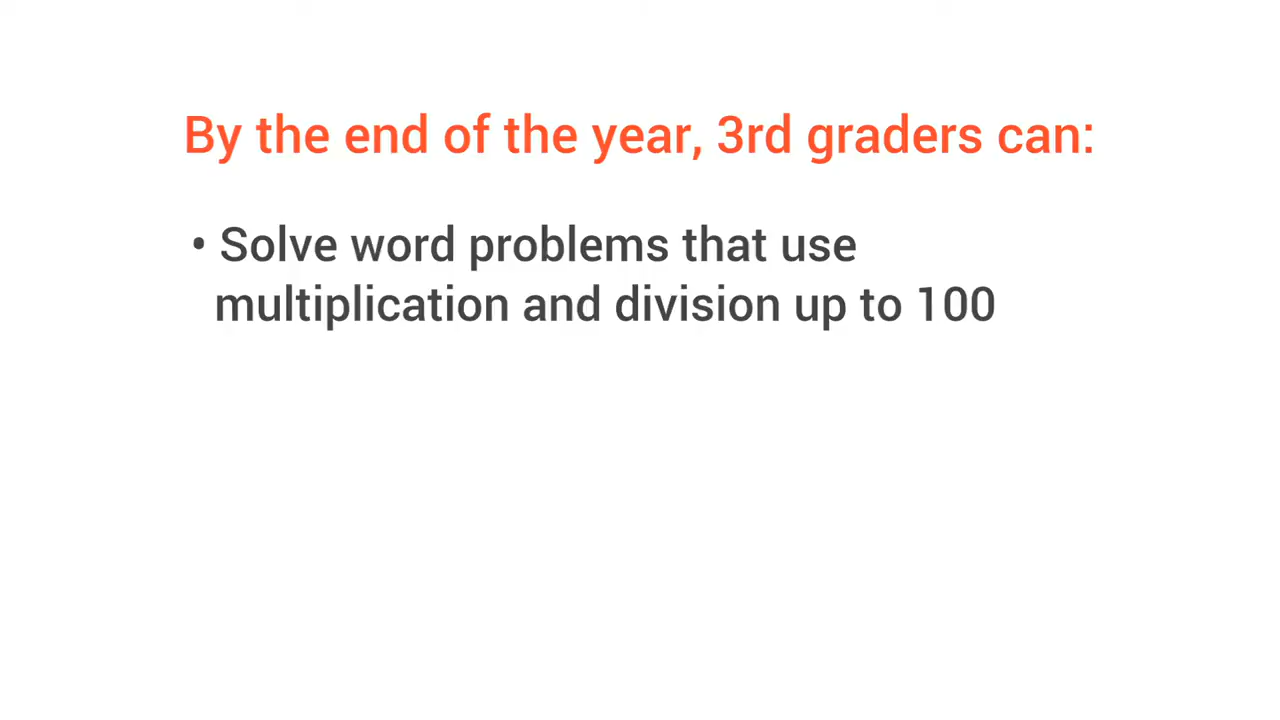 By the end of the year, 3rd graders can:
• Solve word problems that use
multiplication and division up to 100